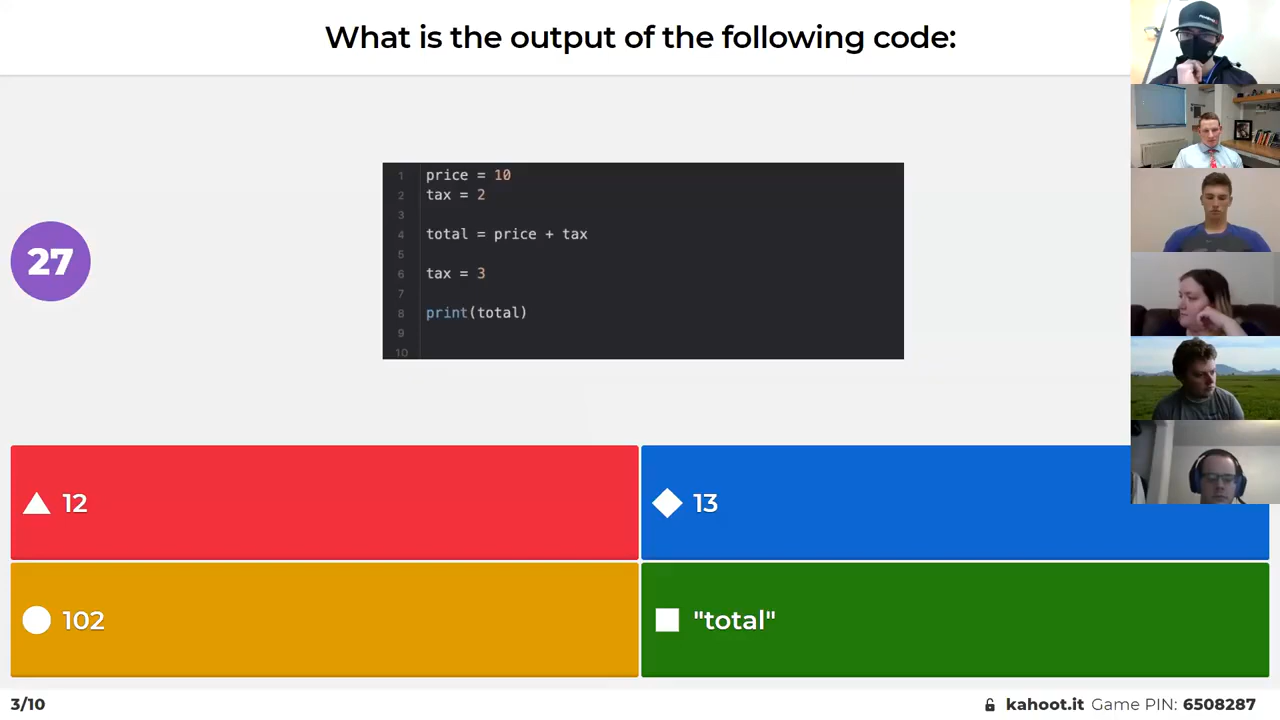 What is the output of the following code:
27
1 price = 10
2 tax = 2
3
4 total = price + tax
5
6 tax = 3
7
8 print(total)
9
10
12
13
102
"total"
3/10
kahoot.it Game PIN: 6508287